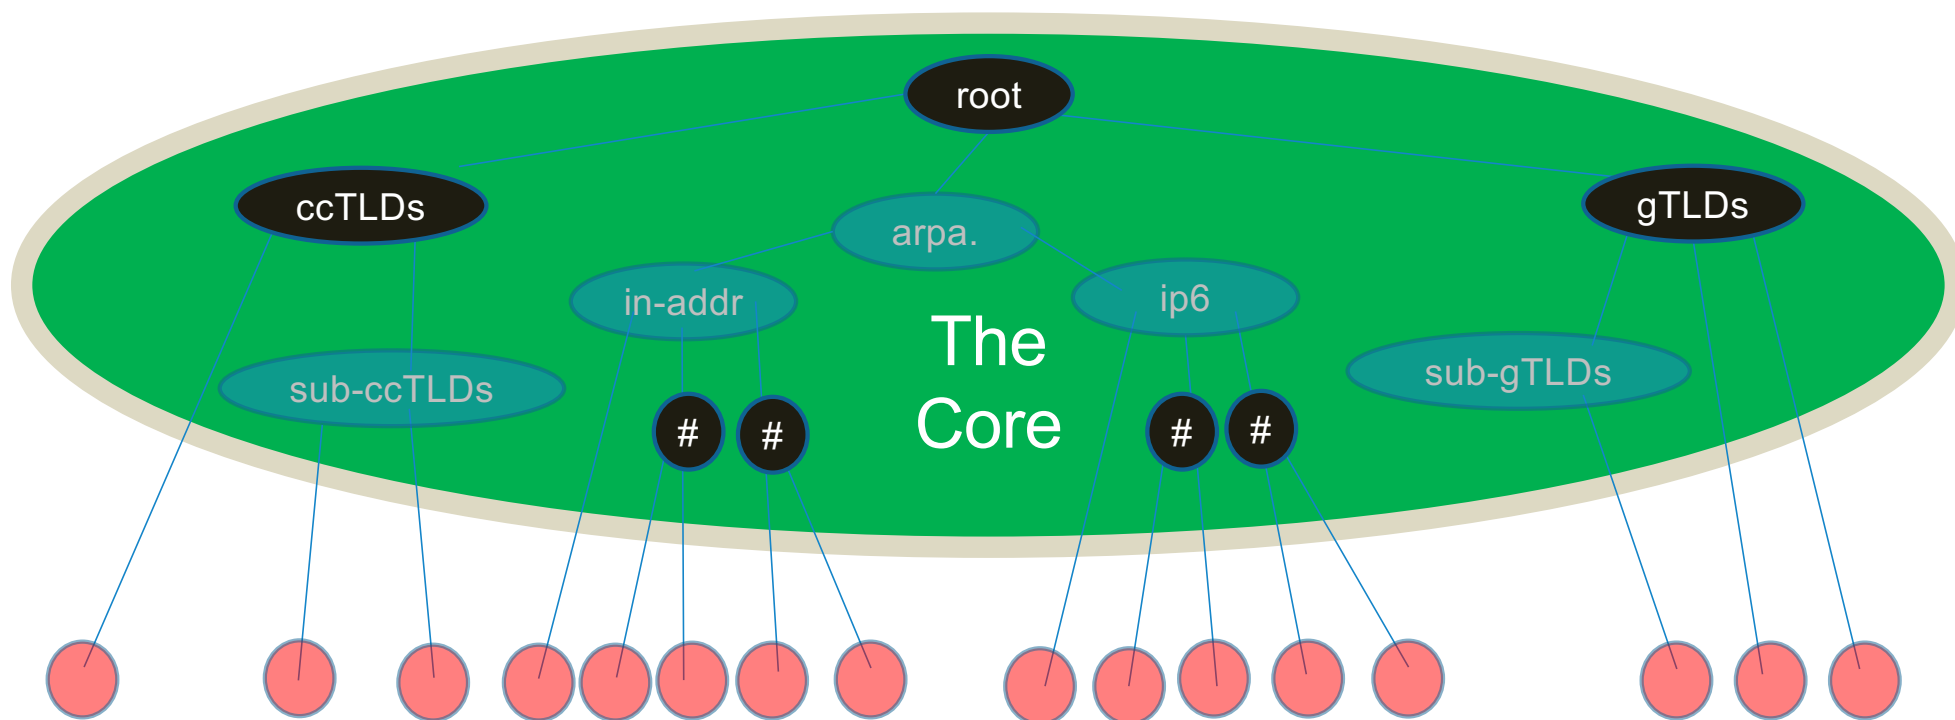 root
ccTLDs
gTLDs
arpa.
in-addr
ip6
The
Core
sub-ccTLDs
sub-gTLDs
#
#
#
#